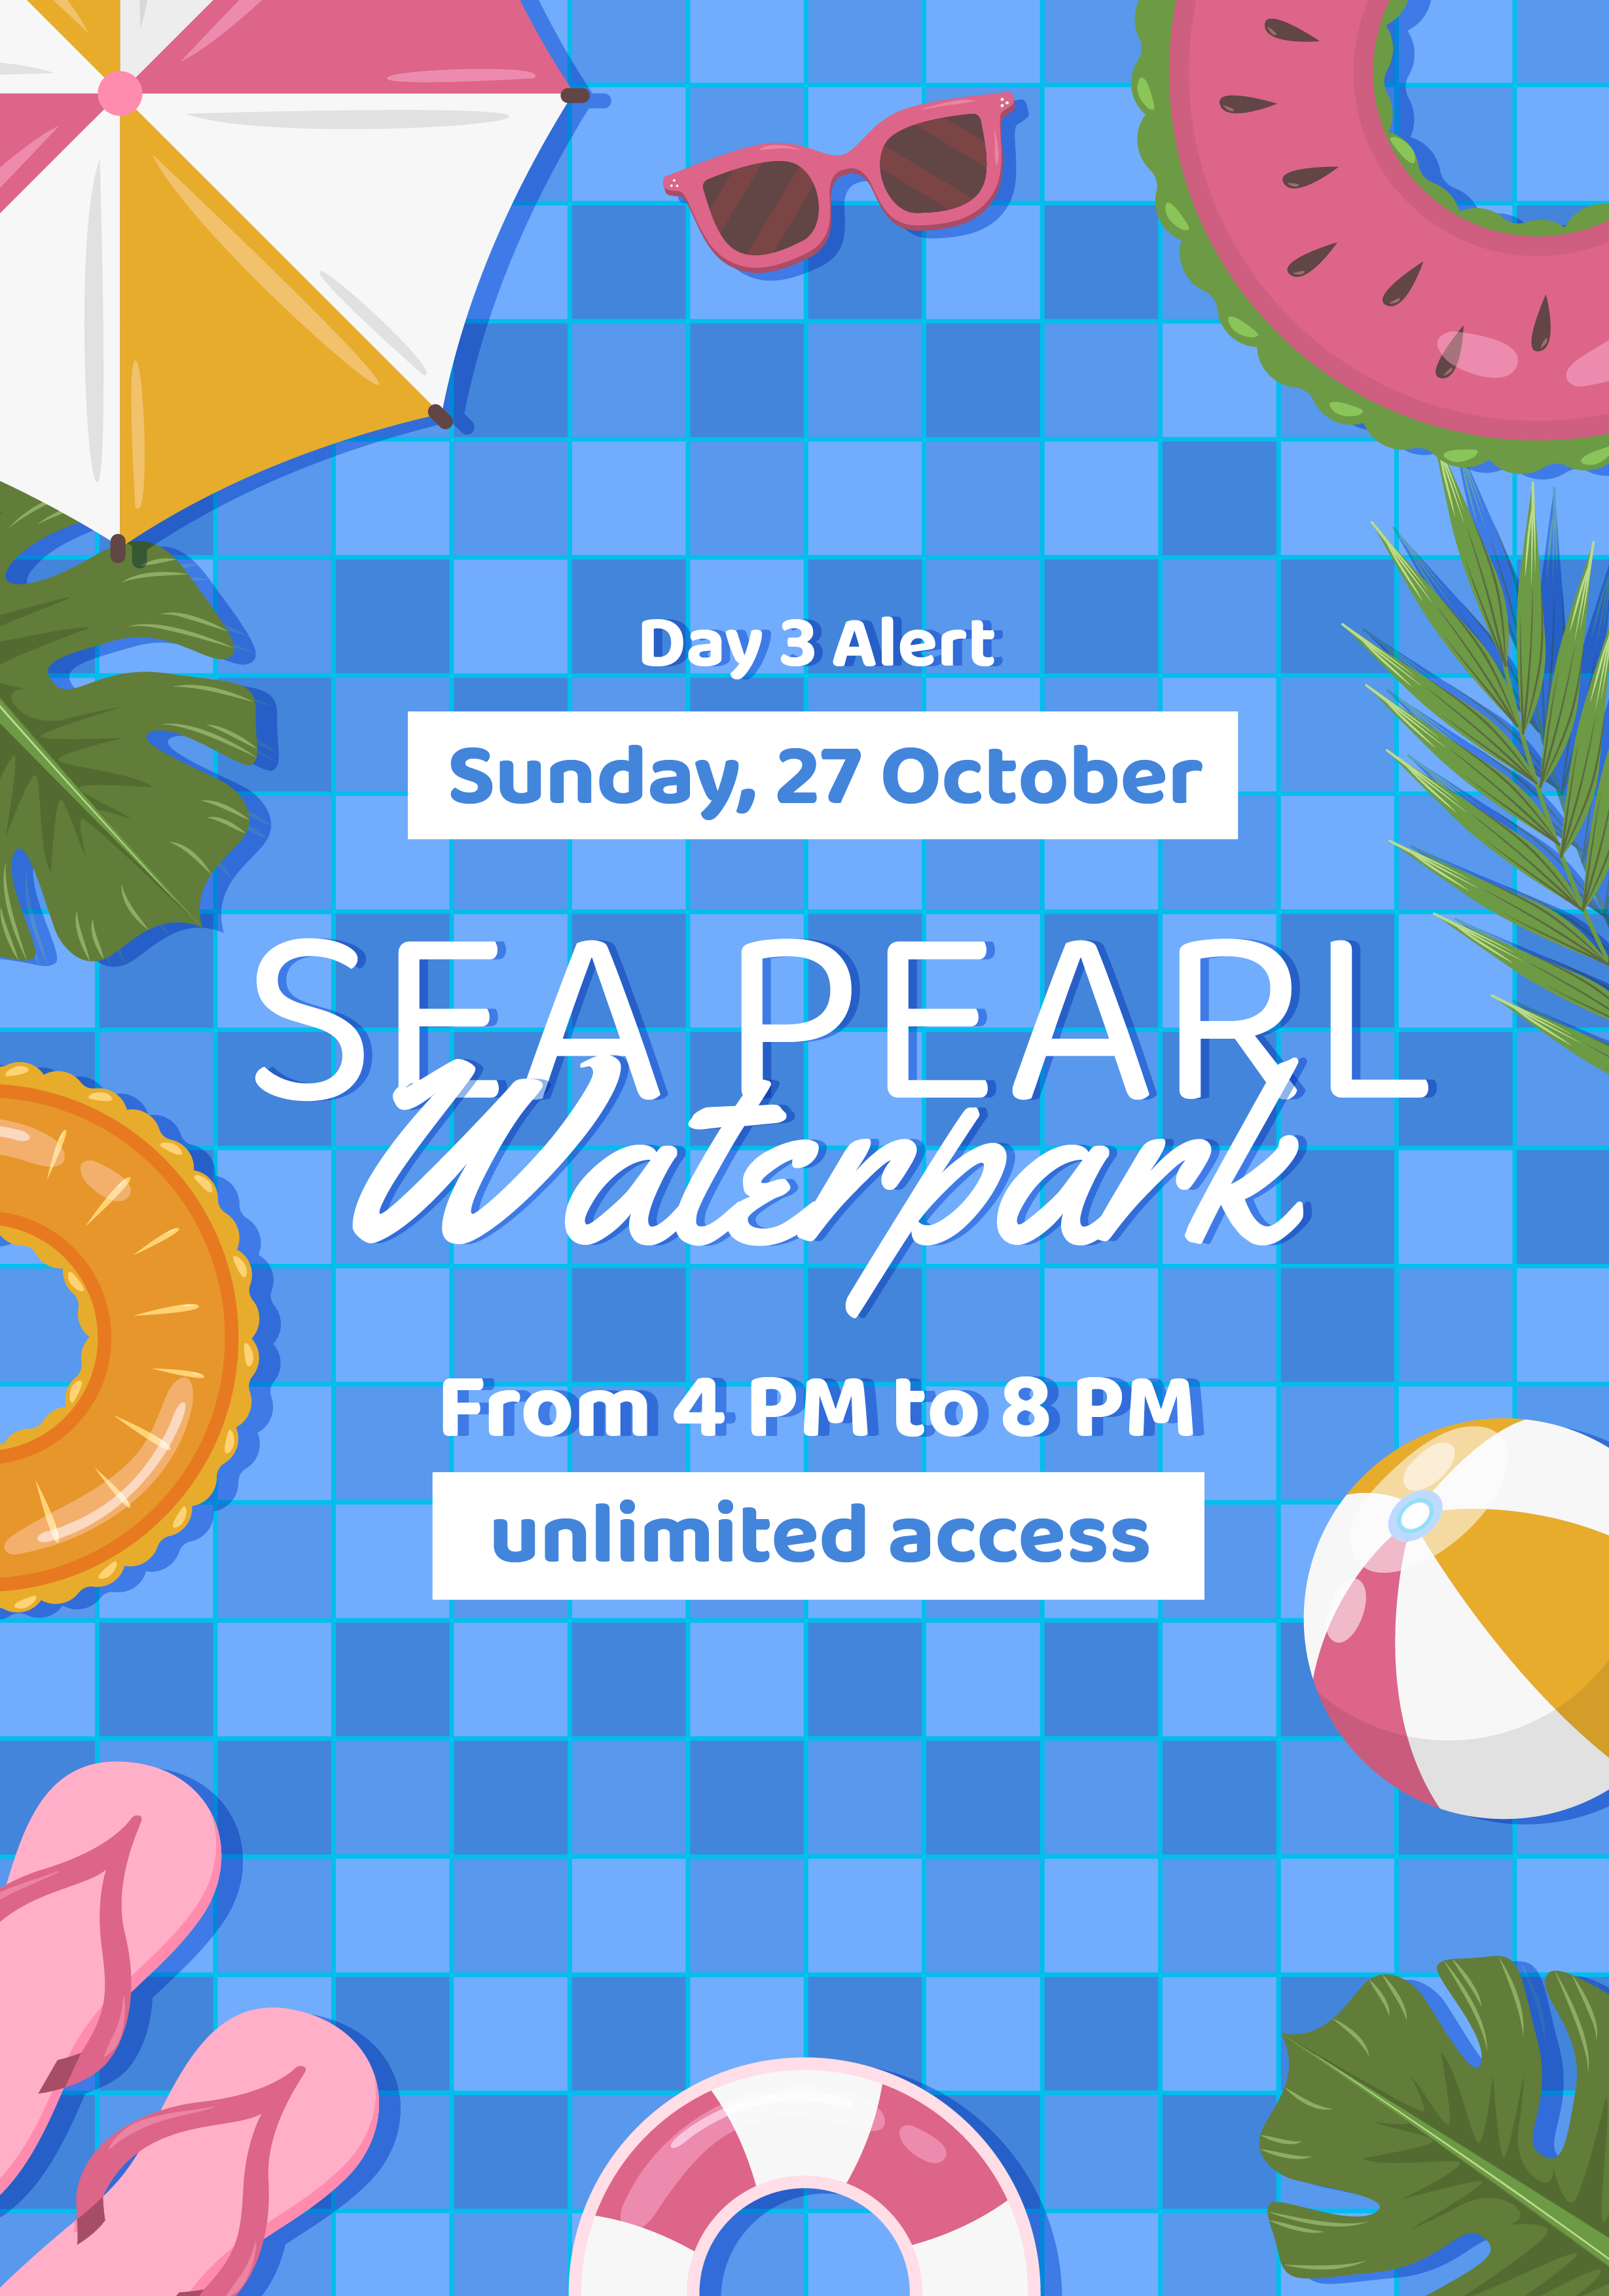 Day 3 Alert
Sunday, 27 October
SEA PEARL
Waterpark
From 4 PM to 8 PM
unlimited access